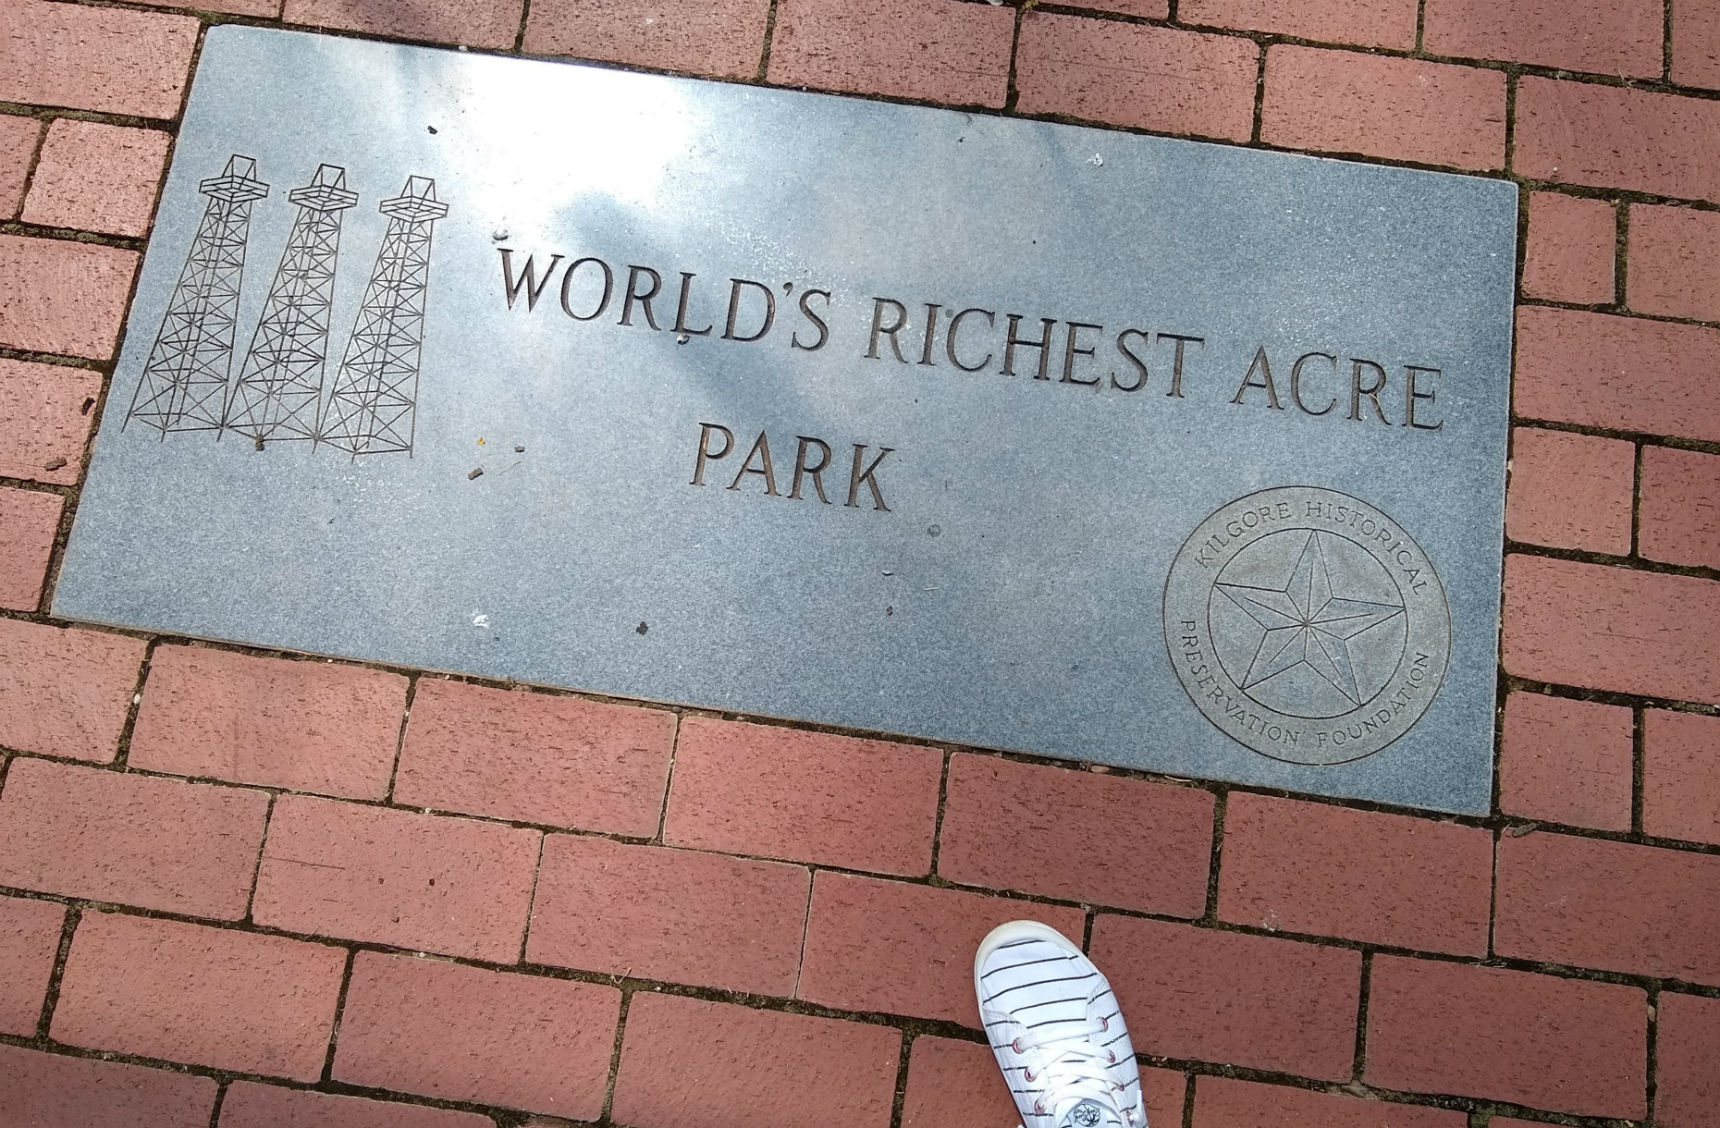 WORLD'S RICHEST ACRE
PARK
KILGORE HISTORICAL
PRESERVATION FOUNDATION